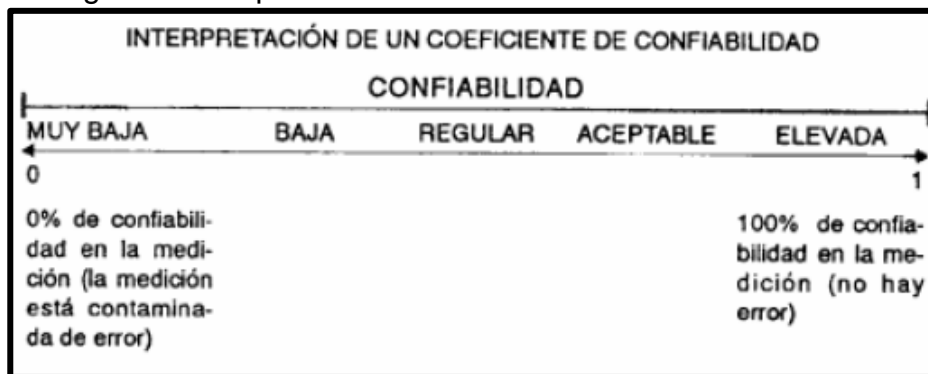 INTERPRETACIÓN DE UN COEFICIENTE DE CONFIABILIDAD
CONFIABILIDAD
MUY BAJA BAJA REGULAR ACEPTABLE ELEVADA
0 1
0% de confiabili-
dad en la medi-
ción (la medición
está contamina-
da de error)
100% de confia-
bilidad en la me-
dición (no hay
error)